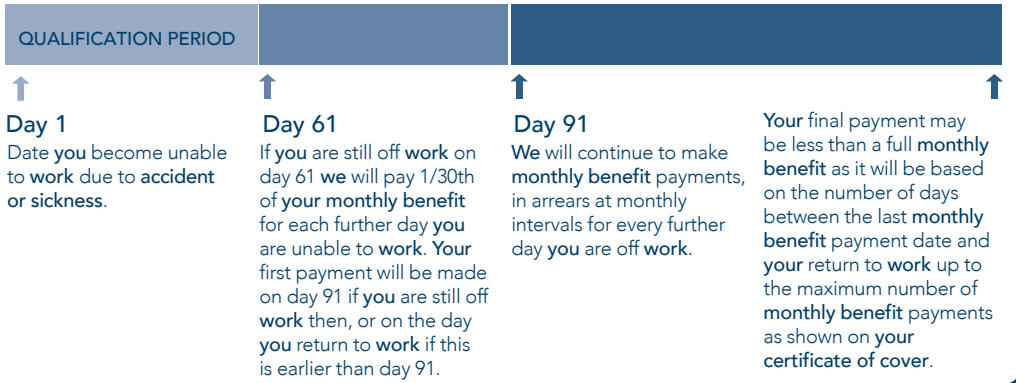 QUALIFICATION PERIOD
Day 1
Date you become unable
to work due to accident
or sickness.
Day 61
If you are still off work on
day 61 we will pay 1/30th
of your monthly benefit
for each further day you
are unable to work. Your
first payment will be made
on day 91 if you are still off
work then, or on the day
you return to work if this
is earlier than day 91.
Day 91
We will continue to make
monthly benefit payments,
in arrears at monthly
intervals for every further
day you are off work.
Your final payment may
be less than a full monthly
benefit as it will be based
on the number of days
between the last monthly
benefit payment date and
your return to work up to
the maximum number of
monthly benefit payments
as shown on your
certificate of cover.